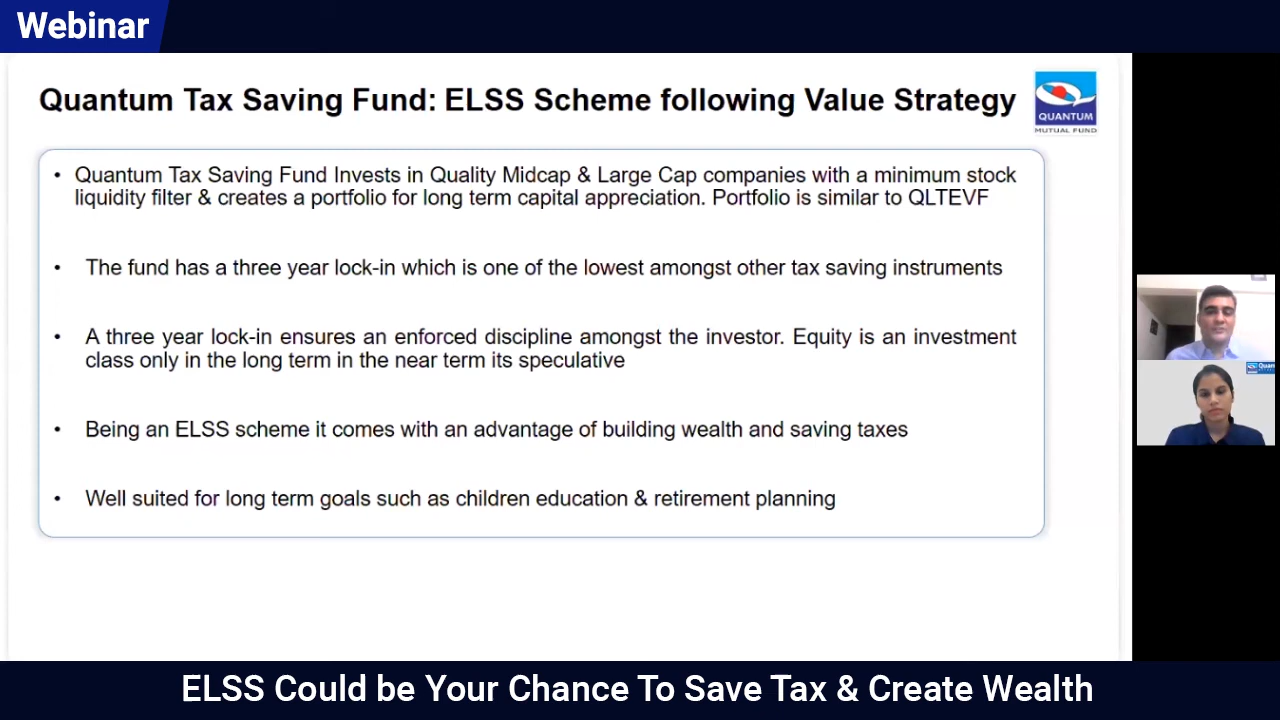 Webinar
Quantum Tax Saving Fund: ELSS Scheme following Value Strategy
QUANTUM
MUTUAL FUND
• Quantum Tax Saving Fund Invests in Quality Midcap & Large Cap companies with a minimum stock
liquidity filter & creates a portfolio for long term capital appreciation. Portfolio is similar to QLTEVF
• The fund has a three year lock-in which is one of the lowest amongst other tax saving instruments
• A three year lock-in ensures an enforced discipline amongst the investor. Equity is an investment
class only in the long term in the near term its speculative
• Being an ELSS scheme it comes with an advantage of building wealth and saving taxes
• Well suited for long term goals such as children education & retirement planning
ELSS Could be Your Chance To Save Tax & Create Wealth